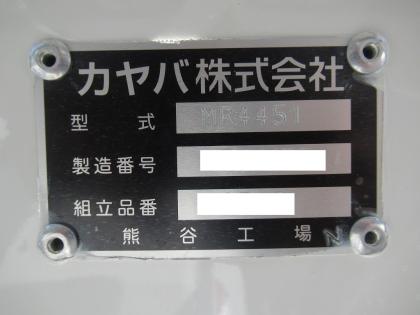 カヤバ株式会社
型 式 MR4451
製造番号
組立品番
熊谷工場